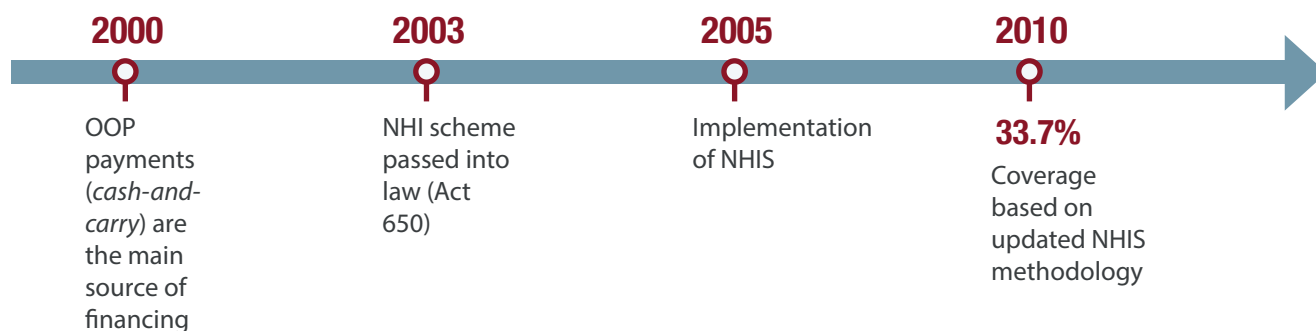 2000
OOP
payments
(cash-and-
carry) are
the main
source of
financing
2003
NHI scheme
passed into
law (Act
650)
2005
Implementation
of NHIS
2010
33.7%
Coverage
based on
updated NHIS
methodology